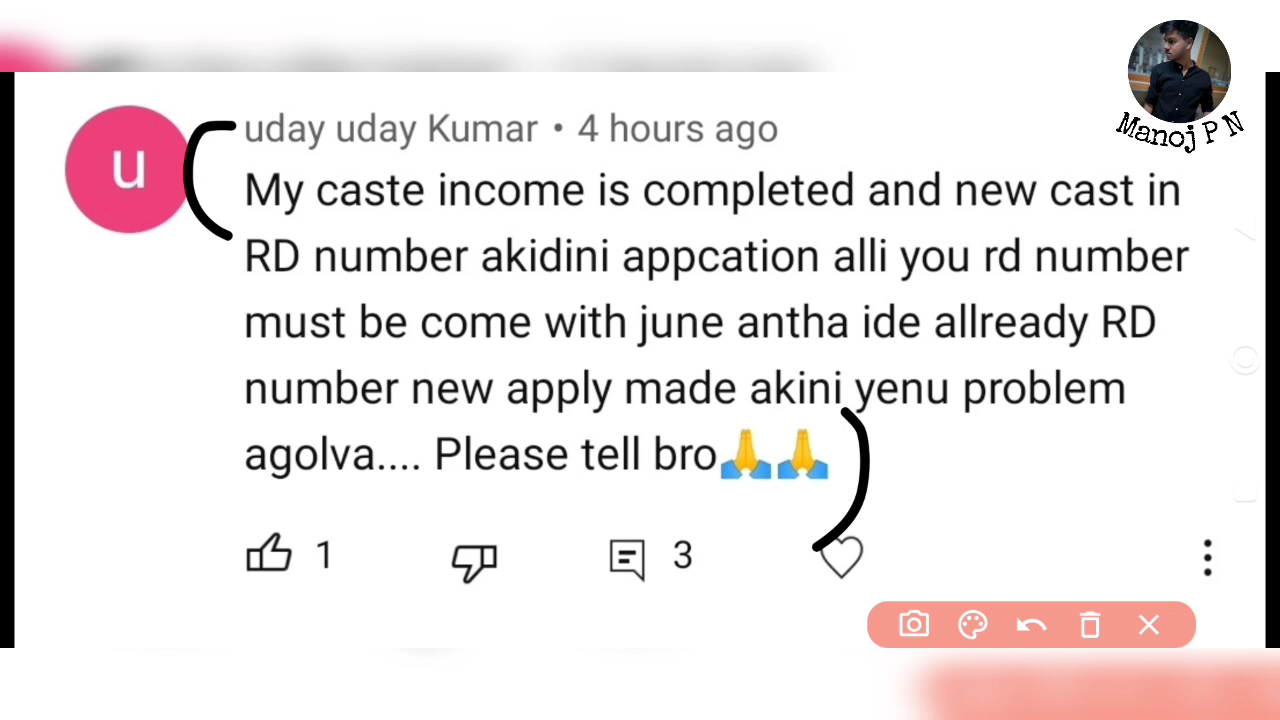 Manoj P N
u
uday uday Kumar • 4 hours ago
My caste income is completed and new cast in
RD number akidini appcation alli you rd number
must be come with june antha ide allready RD
number new apply made akini yenu problem
agolva.... Please tell bro🙏🙏
1
3